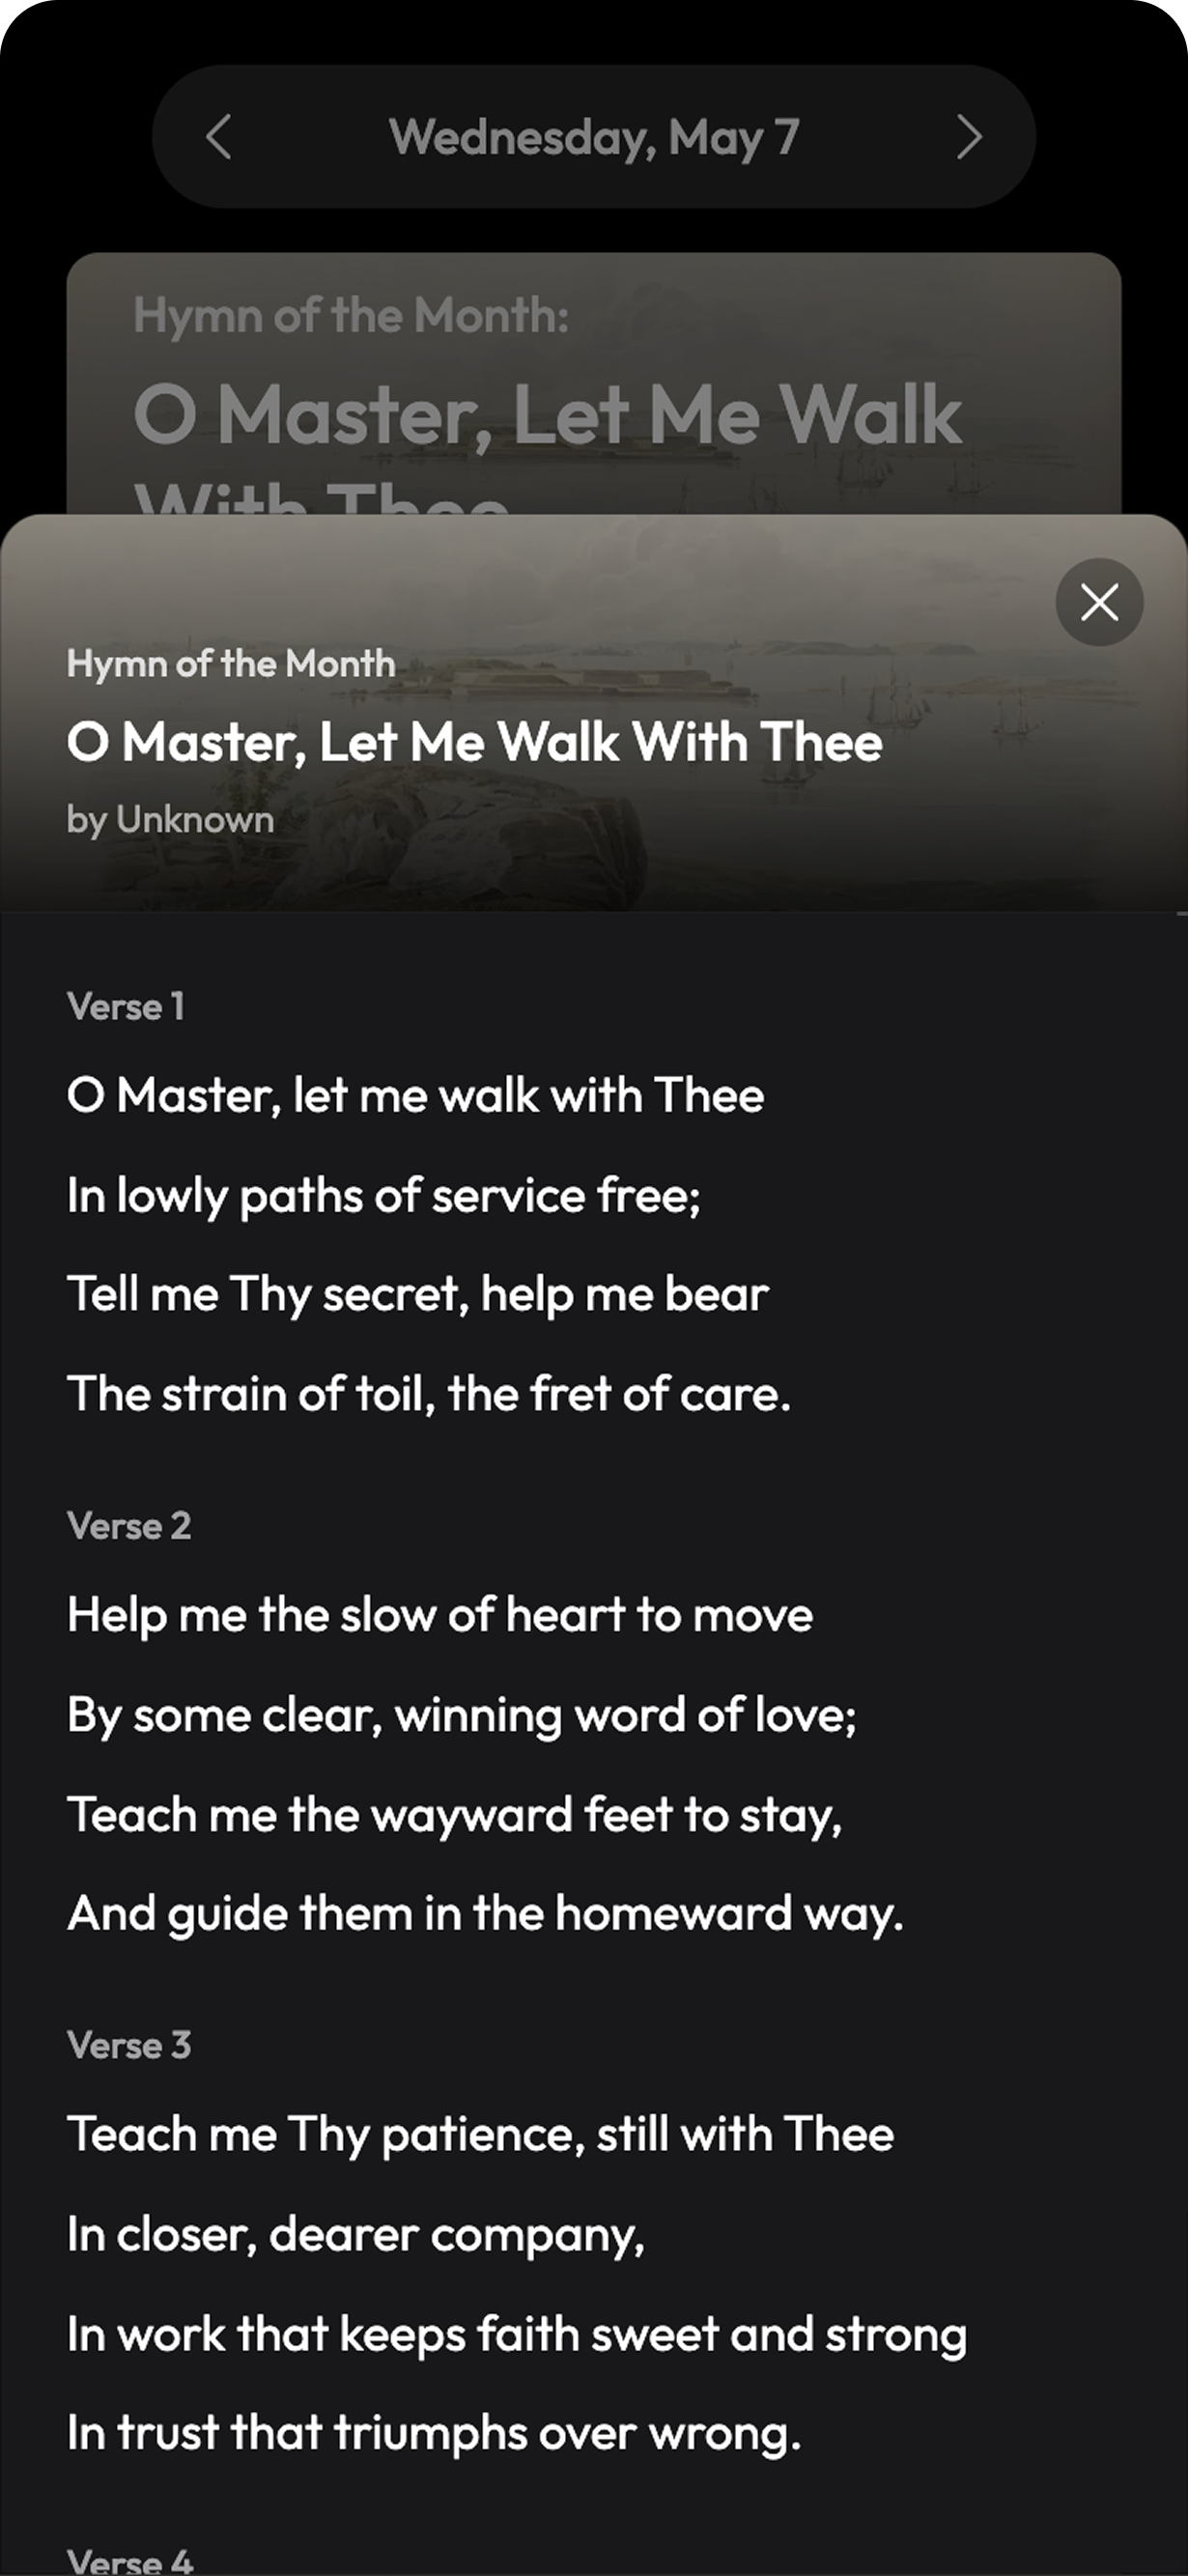 Wednesday, May 7
Hymn of the Month:
O Master, Let Me Walk
With Thee
Hymn of the Month
O Master, Let Me Walk With Thee
by Unknown
Verse 1
O Master, let me walk with Thee
In lowly paths of service free;
Tell me Thy secret, help me bear
The strain of toil, the fret of care.
Verse 2
Help me the slow of heart to move
By some clear, winning word of love;
Teach me the wayward feet to stay,
And guide them in the homeward way.
Verse 3
Teach me Thy patience, still with Thee
In closer, dearer company,
In work that keeps faith sweet and strong
In trust that triumphs over wrong.
Verse 4